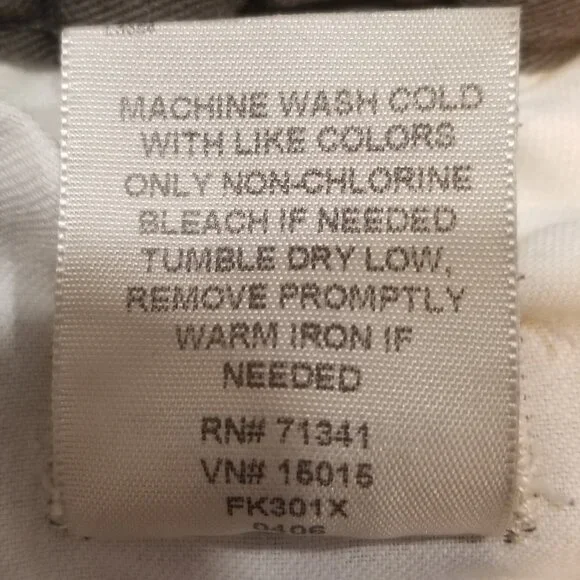 MACHINE WASH COLD
WITH LIKE COLORS
ONLY NON-CHLORINE
BLEACH IF NEEDED
TUMBLE DRY LOW,
REMOVE PROMPTLY
WARM IRON IF
NEEDED
RN# 71341
VN# 15015
FK301X